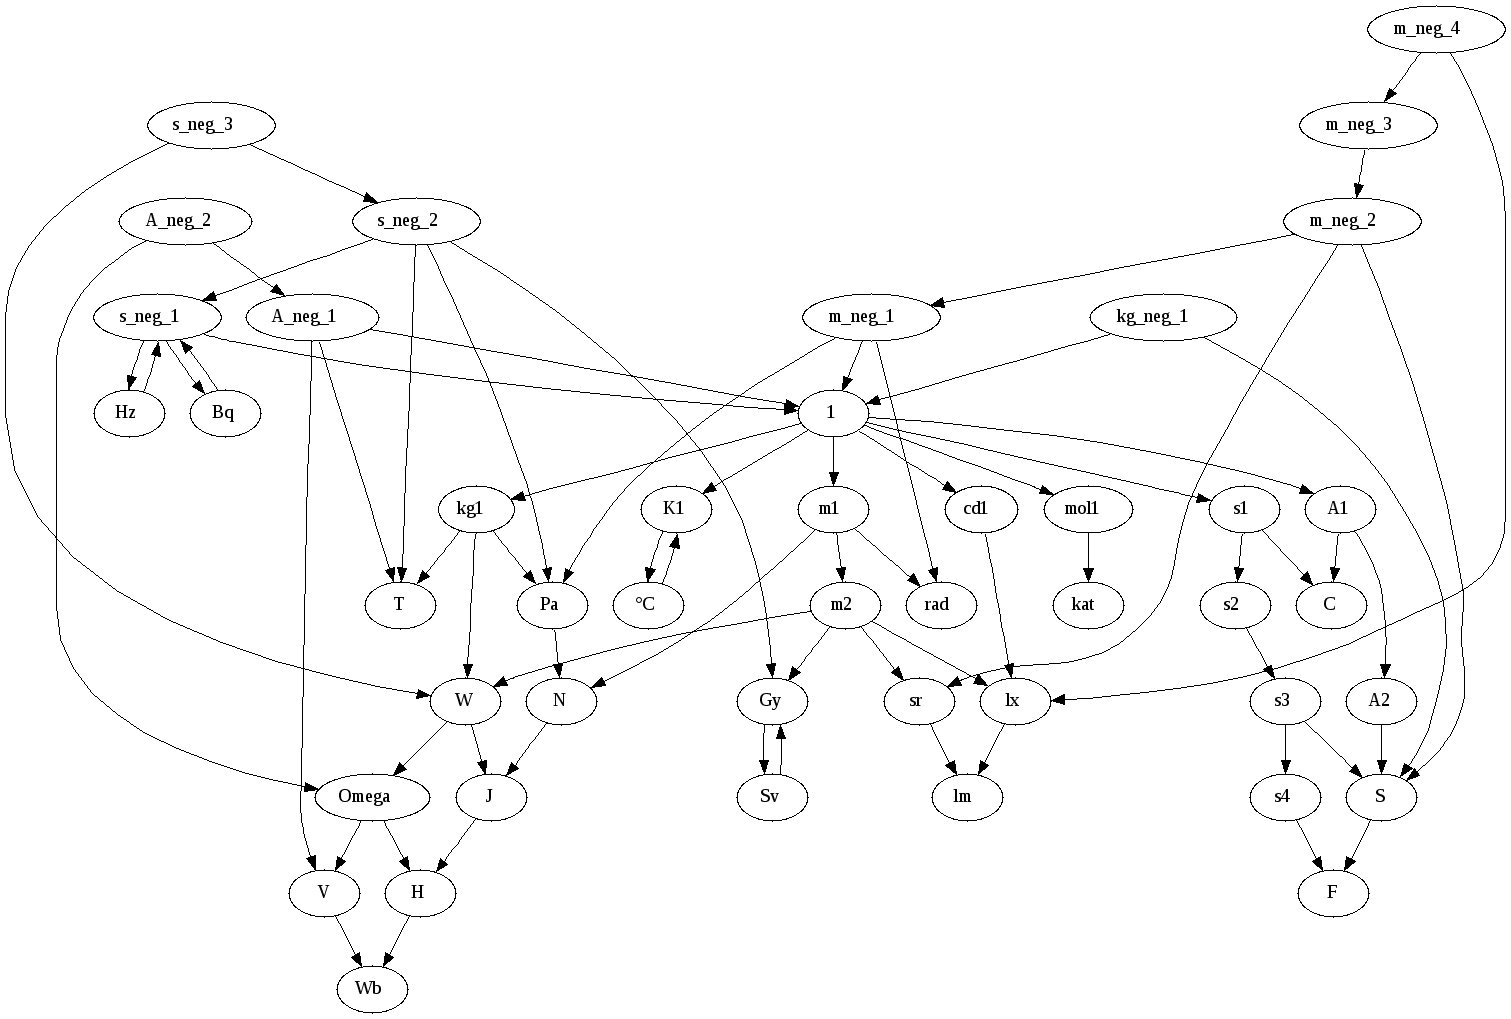 m_neg_4
s_neg_3
m_neg_3
A_neg_2
s_neg_2
m_neg_2
s_neg_1
A_neg_1
m_neg_1
kg_neg_1
Hz
Bq
1
kg1
K1
m1
cd1
mol1
s1
A1
T
Pa
°C
m2
rad
kat
s2
C
W
N
Gy
sr
lx
s3
A2
Omega
J
Sv
lm
s4
S
V
H
F
Wb